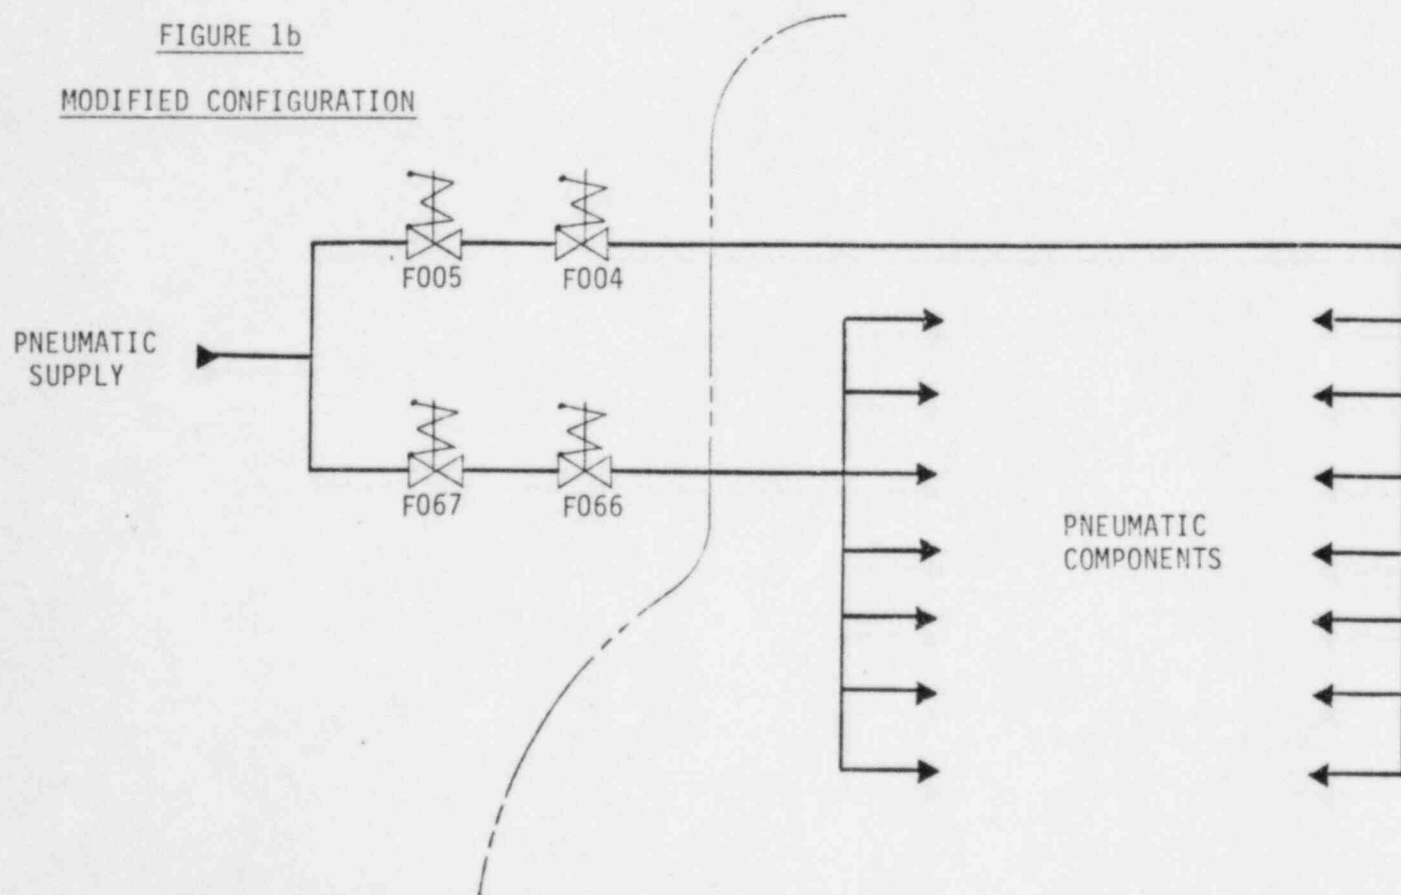 FIGURE 1b
MODIFIED CONFIGURATION
F005
F004
PNEUMATIC
SUPPLY
F067
F066
PNEUMATIC
COMPONENTS